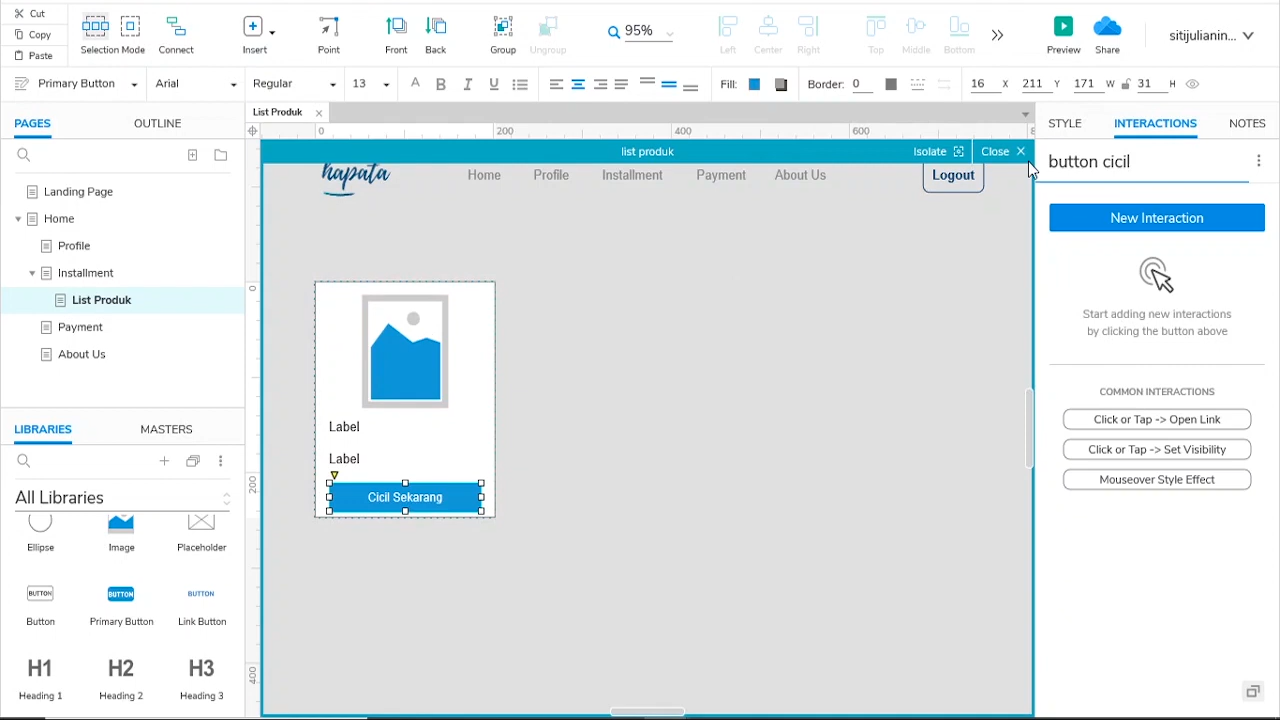 Cut
Copy
Paste
Selection Mode
Connect
Insert
Point
Front
Back
Group
Ungroup
95%
Left
Center
Right
Top
Middle
Bottom
Preview
Share
sitijulianin...
Primary Button
Arial
Regular
13
A
B
I
U
Fill:
Border:
0
16 X
211 Y
171 W
31 H
PAGES
OUTLINE
Landing Page
Home
Profile
Installment
List Produk
Payment
About Us
LIBRARIES
MASTERS
All Libraries
Ellipse
Image
Placeholder
BUTTON
BUTTON
BUTTON
Button
Primary Button
Link Button
H1
H2
H3
Heading 1
Heading 2
Heading 3
List Produk
0
200
400
600
8
0
200
400
list produk
Isolate
Close
hapata
Home
Profile
Installment
Payment
About Us
Logout
Label
Label
Cicil Sekarang
STYLE
INTERACTIONS
NOTES
button cicil
New Interaction
Start adding new interactions
by clicking the button above
COMMON INTERACTIONS
Click or Tap -> Open Link
Click or Tap -> Set Visibility
Mouseover Style Effect